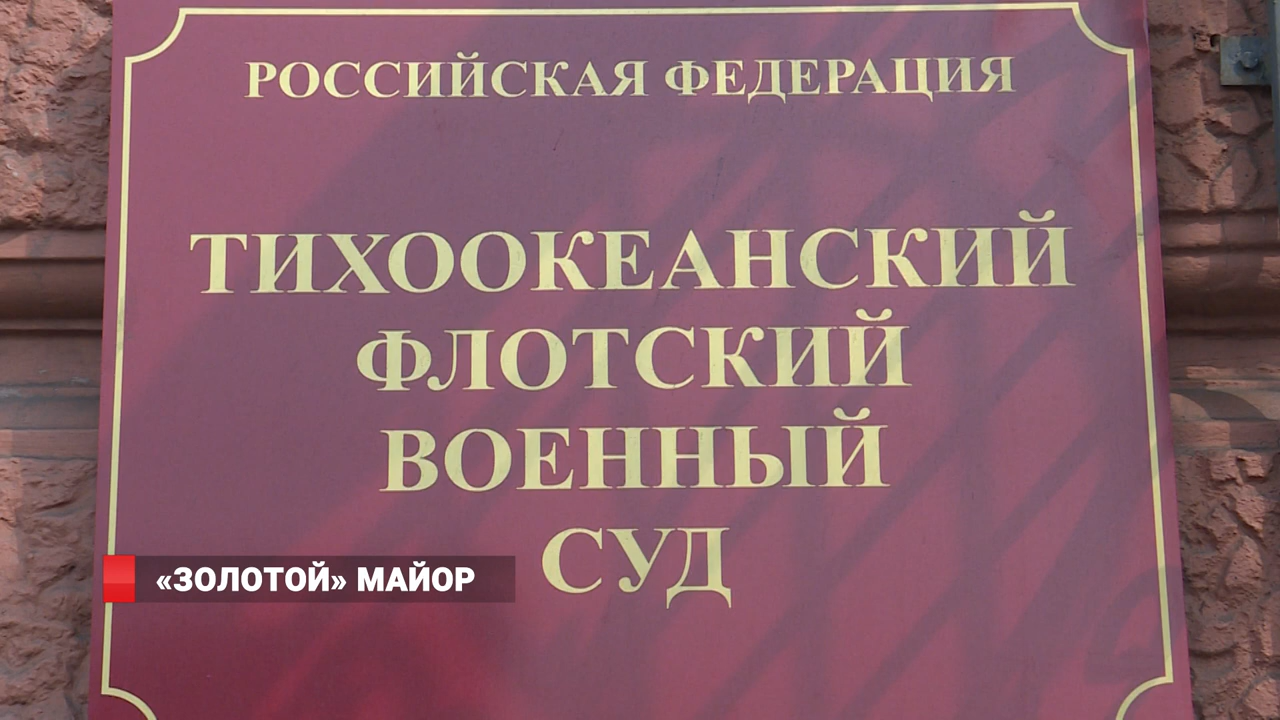 РОССИЙСКАЯ ФЕДЕРАЦИЯ
ТИХООКЕАНСКИЙ
ФЛОТСКИЙ
ВОЕННЫЙ
СУД
«ЗОЛОТОЙ» МАЙОР